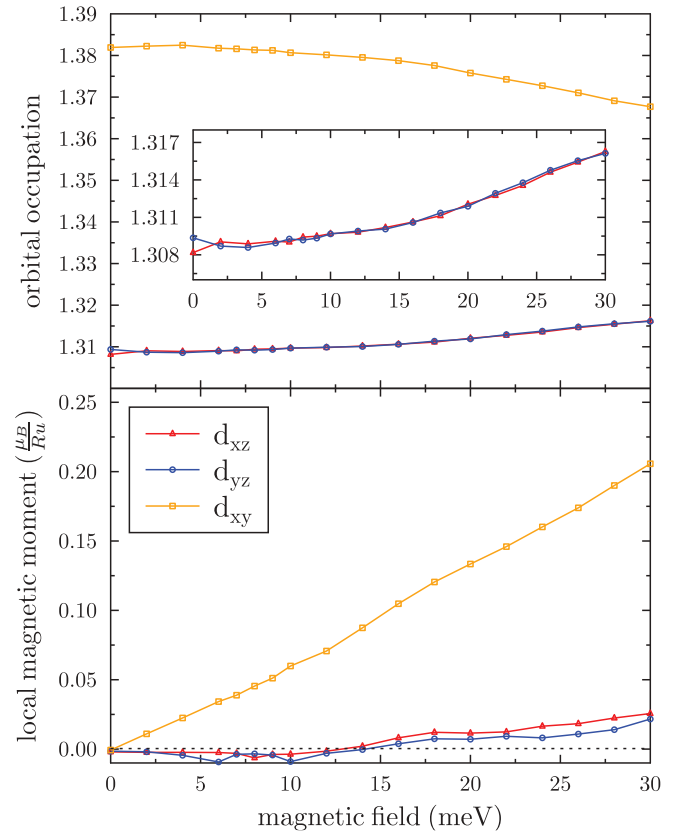 1.39
1.38
1.37
1.36
1.35
1.34
1.33
1.32
1.31
orbital occupation
1.317
1.314
1.311
1.308
0 5 10 15 20 25 30
0.25
0.20
0.15
0.10
0.05
0.00
local magnetic moment (μB/Ru)
dxz
dyz
dxy
0 5 10 15 20 25 30
magnetic field (meV)